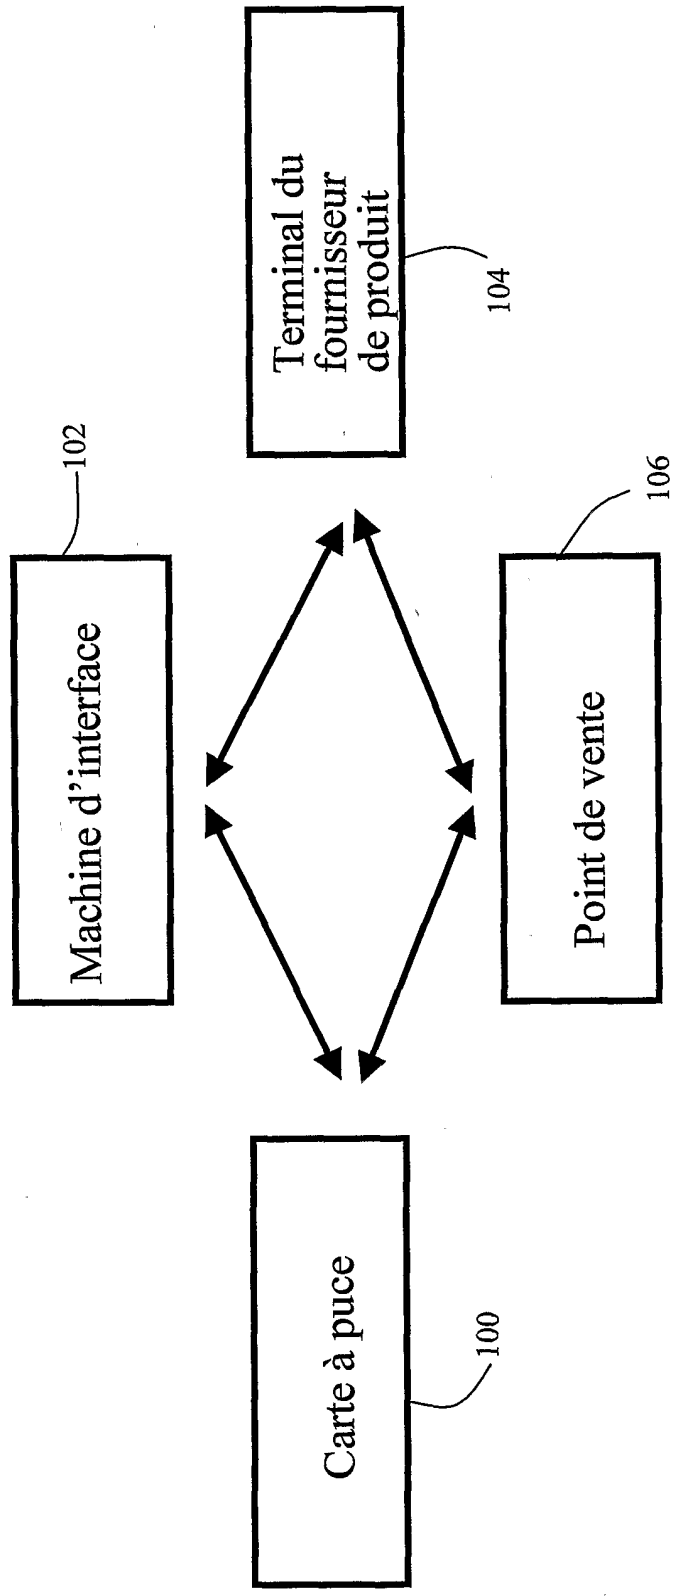 Machine d'interface
102
Carte à puce
100
Terminal du
fournisseur
de produit
104
Point de vente
106